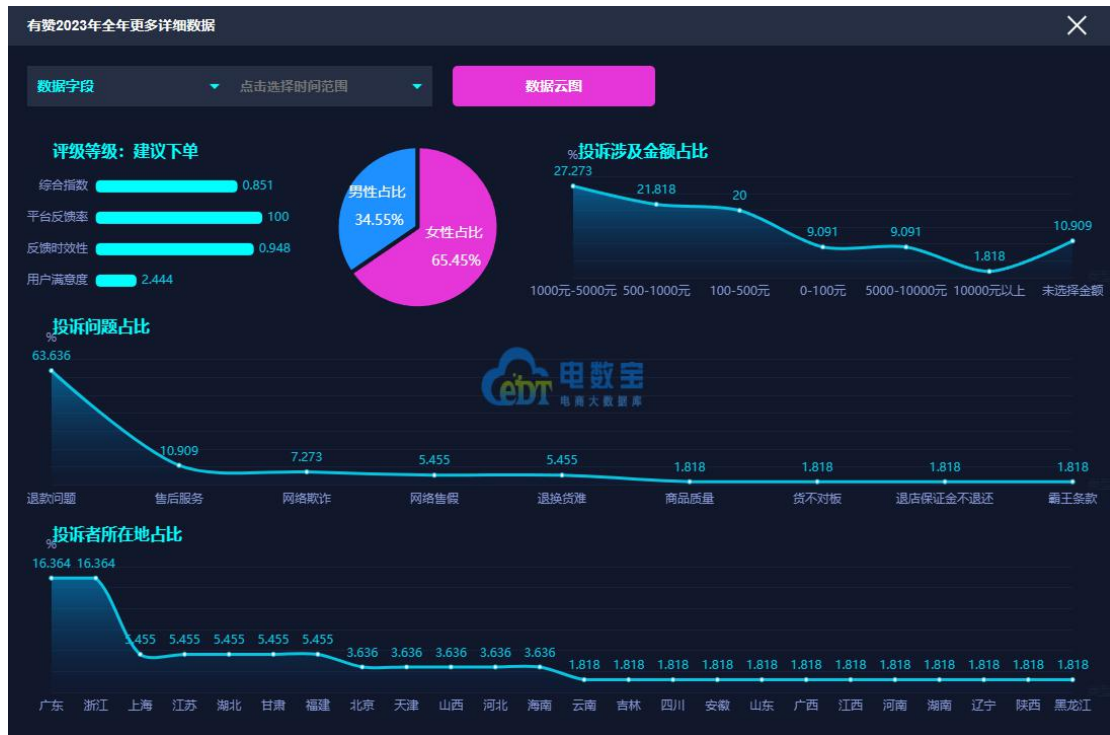 有赞2023年全年更多详细数据
数据字段 点击选择时间范围 数据云图
评级等级：建议下单
综合指数 0.851
平台反馈率 100
反馈时效性 0.948
用户满意度 2.444
男性占比
34.55%
女性占比
65.45%
%投诉涉及金额占比
27.273 21.818 20 9.091 9.091 1.818 10.909
1000元-5000元 500-1000元 100-500元 0-100元 5000-10000元 10000元以上 未选择金额
投诉问题占比
%
63.636 10.909 7.273 5.455 5.455 1.818 1.818 1.818 1.818
退款问题 售后服务 网络欺诈 网络售假 退换货难 商品质量 货不对板 退店保证金不退还 霸王条款
eDT 电数宝
电商大数据库
投诉者所在地占比
%
16.364 16.364 5.455 5.455 5.455 5.455 5.455 3.636 3.636 3.636 3.636 3.636 1.818 1.818 1.818 1.818 1.818 1.818 1.818 1.818 1.818 1.818 1.818 1.818
广东 浙江 上海 江苏 湖北 甘肃 福建 北京 天津 山西 河北 海南 云南 吉林 四川 安徽 山东 广西 江西 河南 湖南 辽宁 陕西 黑龙江